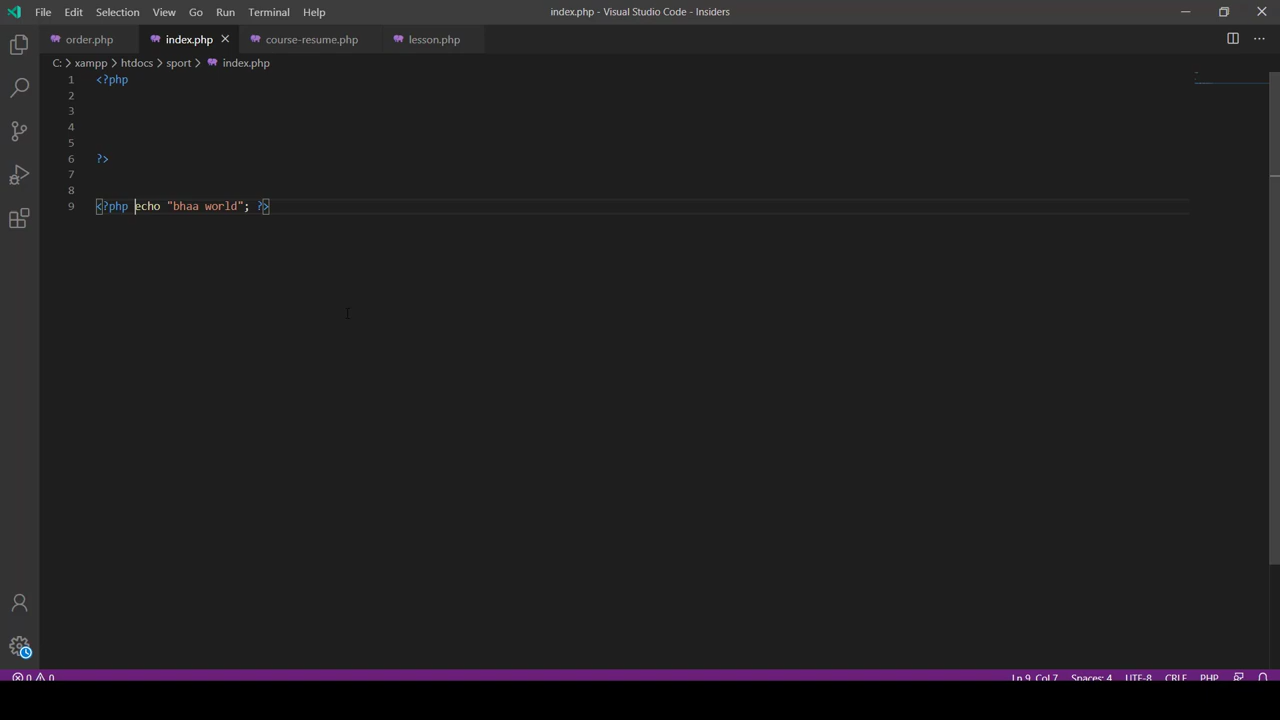 File Edit Selection View Go Run Terminal Help index.php - Visual Studio Code - Insiders
order.php index.php course-resume.php lesson.php
C: > xampp > htdocs > sport > index.php
1 <?php
2
3
4
5
6 ?>
7
8
9 <?php echo "bhaa world"; ?>
0 0 Ln 9, Col 7 Spaces: 4 UTF-8 CRLF PHP